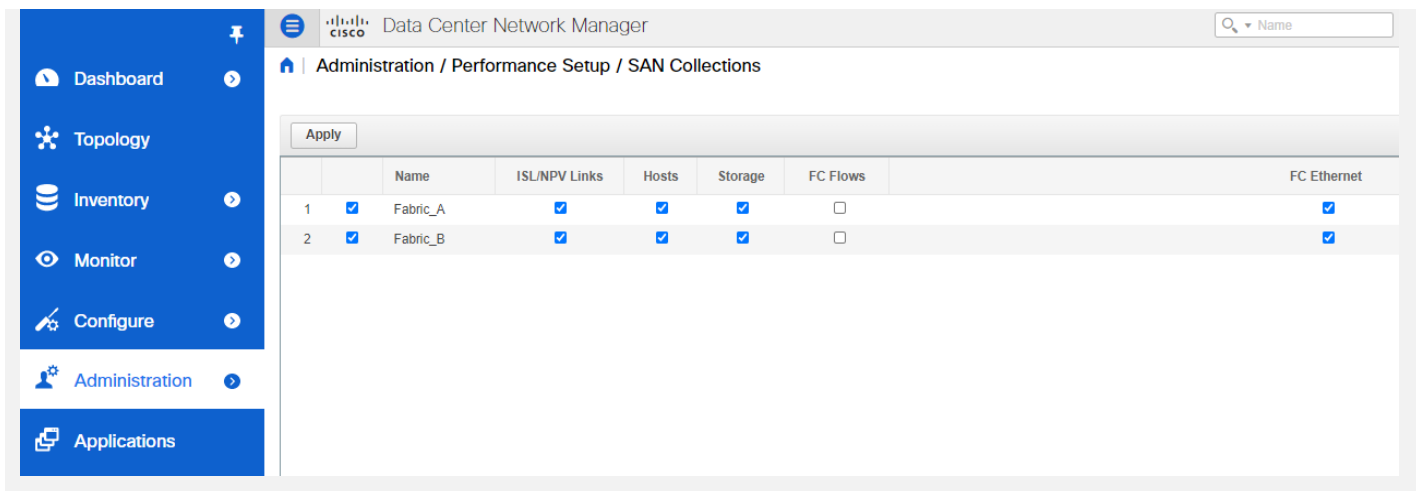 cisco Data Center Network Manager
Name
Administration / Performance Setup / SAN Collections
Dashboard
Topology
Inventory
Monitor
Configure
Administration
Applications
Apply
Name ISL/NPV Links Hosts Storage FC Flows FC Ethernet
1 Fabric_A
2 Fabric_B